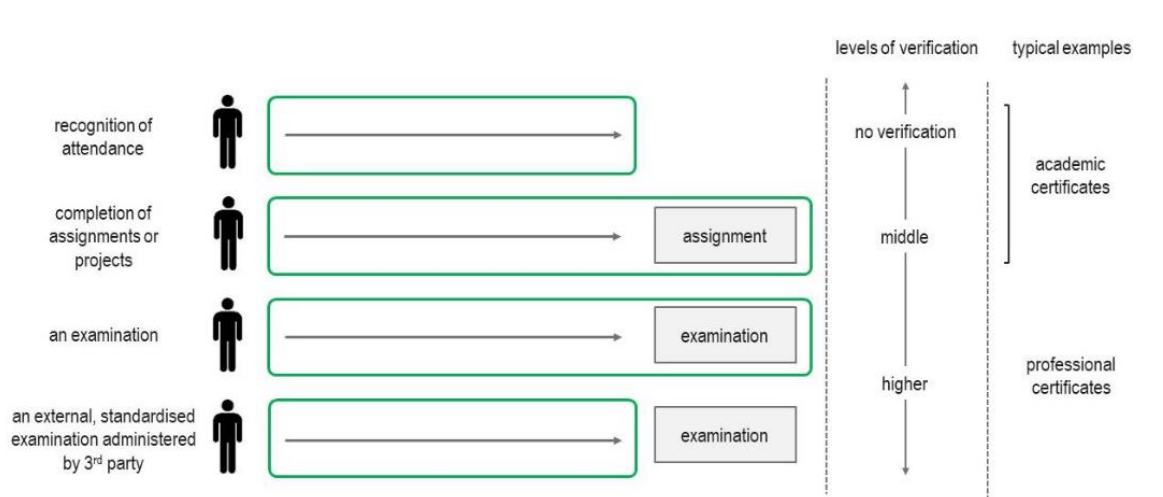 levels of verification
typical examples
recognition of
attendance
no verification
academic
certificates
completion of
assignments or
projects
assignment
middle
an examination
examination
higher
professional
certificates
an external, standardised
examination administered
by 3rd party
examination